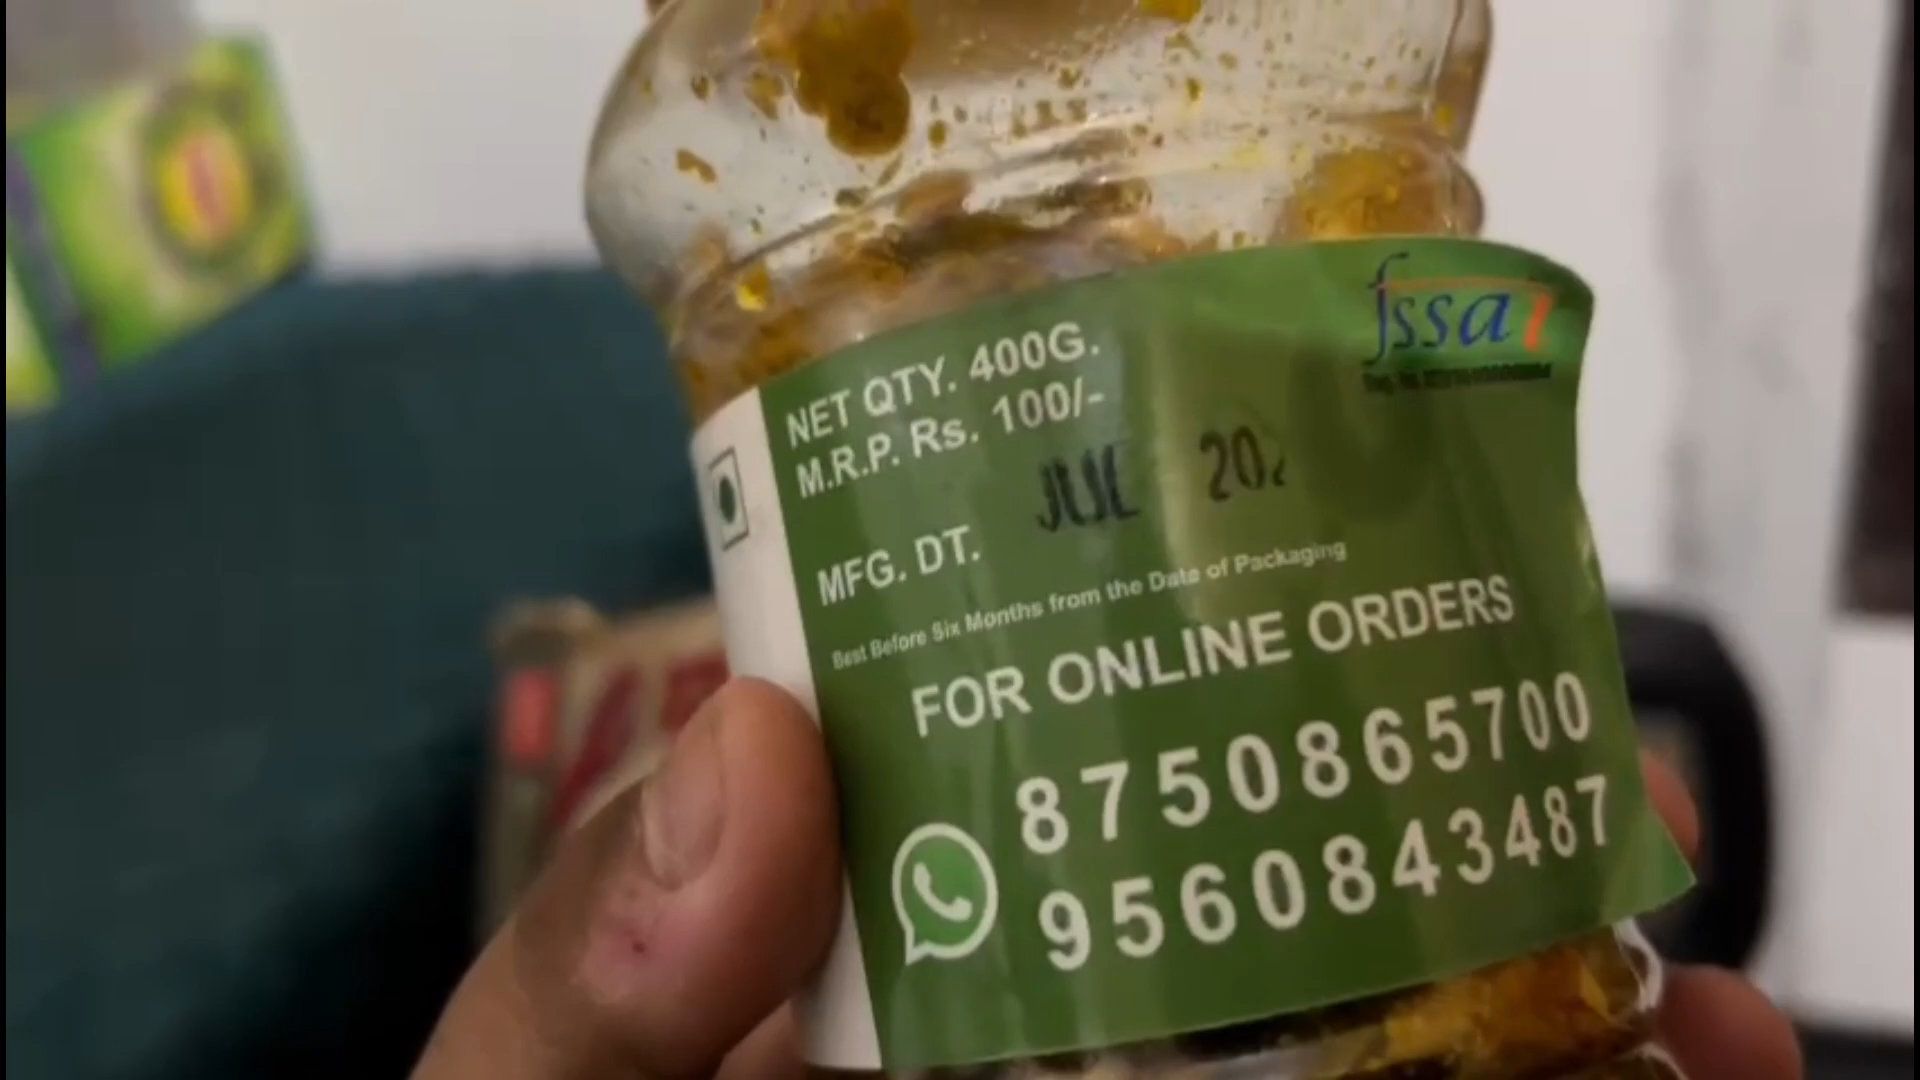 fssai
NET QTY. 400G.
M.R.P. Rs. 100/-
JUL 202
MFG. DT.
Best Before Six Months from the Date of Packaging
FOR ONLINE ORDERS
8750865700
9560843487